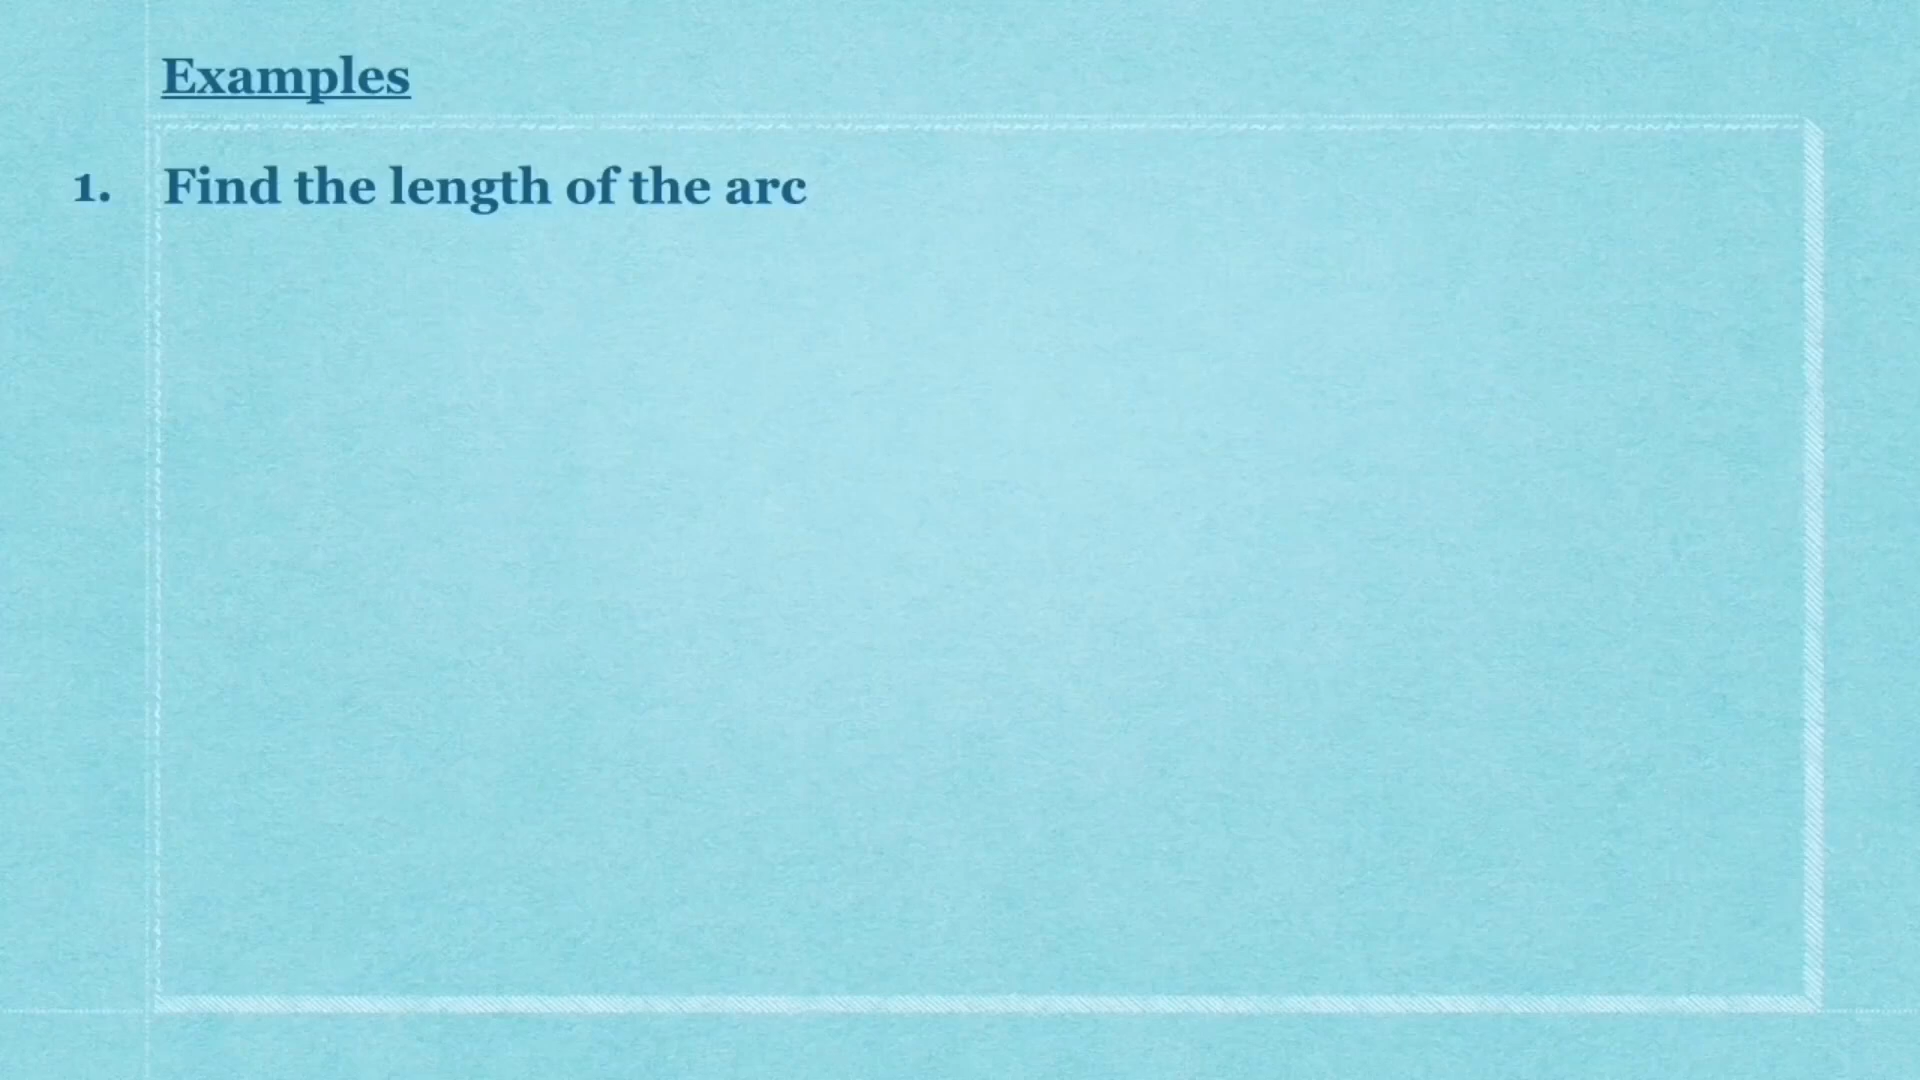 Examples
1. Find the length of the arc